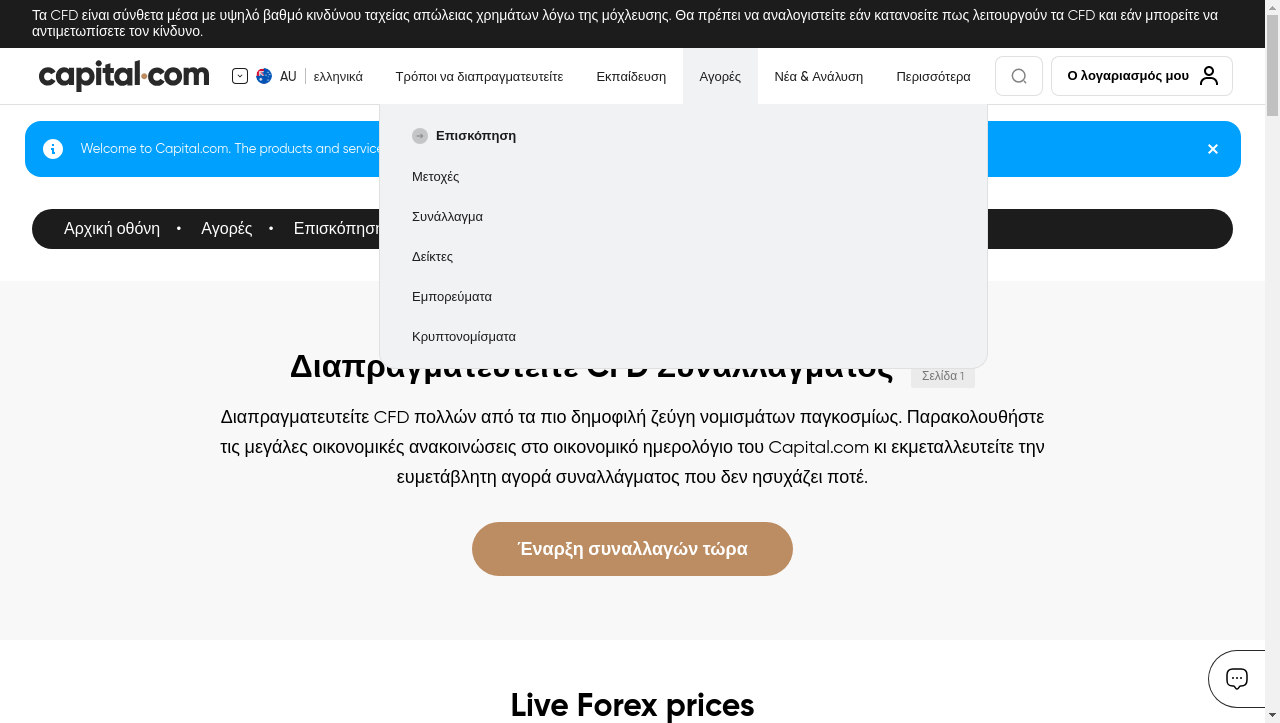 Τα CFD είναι σύνθετα μέσα με υψηλό βαθμό κινδύνου ταχείας απώλειας χρημάτων λόγω της μόχλευσης. Θα πρέπει να αναλογιστείτε εάν κατανοείτε πως λειτουργούν τα CFD και εάν μπορείτε να
αντιμετωπίσετε τον κίνδυνο.
capital.com
AU ελληνικά Τρόποι να διαπραγματευτείτε Εκπαίδευση Αγορές Νέα & Ανάλυση Περισσότερα Ο λογαριασμός μου
Επισκόπηση
Welcome to Capital.com. The products and service
Μετοχές
Συνάλλαγμα
Αρχική οθόνη • Αγορές • Επισκόπηση
Δείκτες
Εμπορεύματα
Κρυπτονομίσματα
Διαπραγματευτείτε CFD Συναλλάγματος Σελίδα 1
Διαπραγματευτείτε CFD πολλών από τα πιο δημοφιλή ζεύγη νομισμάτων παγκοσμίως. Παρακολουθήστε
τις μεγάλες οικονομικές ανακοινώσεις στο οικονομικό ημερολόγιο του Capital.com κι εκμεταλλευτείτε την
ευμετάβλητη αγορά συναλλάγματος που δεν ησυχάζει ποτέ.
Έναρξη συναλλαγών τώρα
Live Forex prices